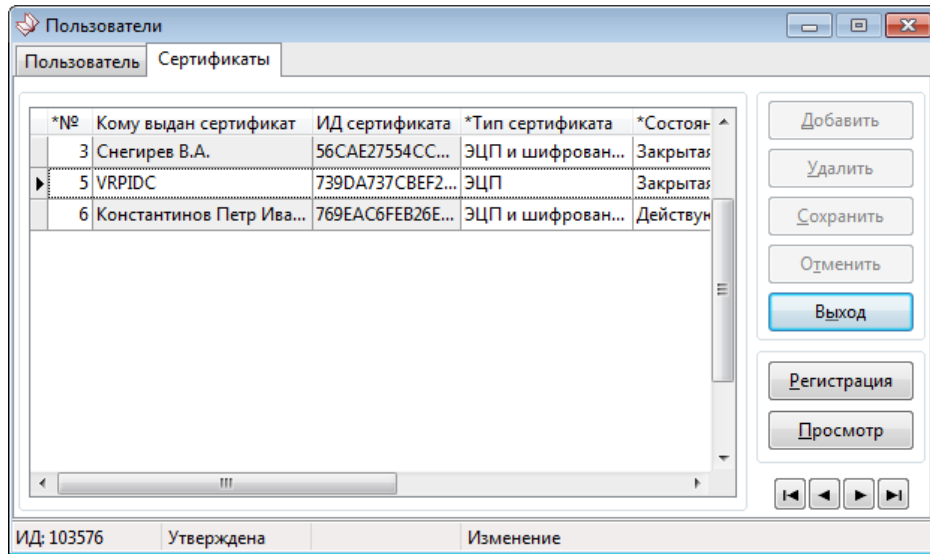 Пользователи
Пользователь Сертификаты
*№ Кому выдан сертификат ИД сертификата *Тип сертификата *Состоян
3 Снегирев В.А. 56CAE27554CC... ЭЦП и шифрован... Закрытая
5 VRPIDC 739DA737CBEF2... ЭЦП Закрытая
6 Константинов Петр Ива... 769EAC6FEB26E... ЭЦП и шифрован... Действую
Добавить
Удалить
Сохранить
Отменить
Выход
Регистрация
Просмотр
ИД: 103576 Утверждена Изменение